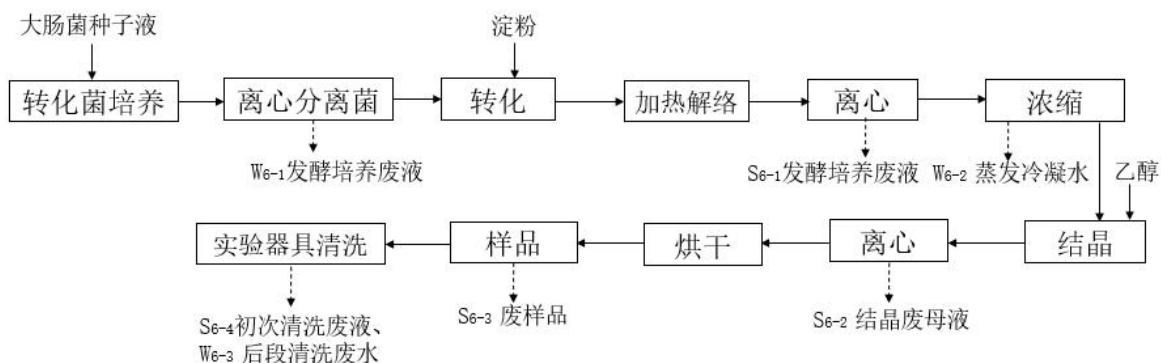 大肠菌种子液
淀粉
转化菌培养
离心分离菌
转化
加热解络
离心
浓缩
W6-1发酵培养废液
S6-1发酵培养废液
W6-2 蒸发冷凝水
乙醇
实验器具清洗
样品
烘干
离心
结晶
S6-4初次清洗废液、
W6-3 后段清洗废水
S6-3 废样品
S6-2 结晶废母液